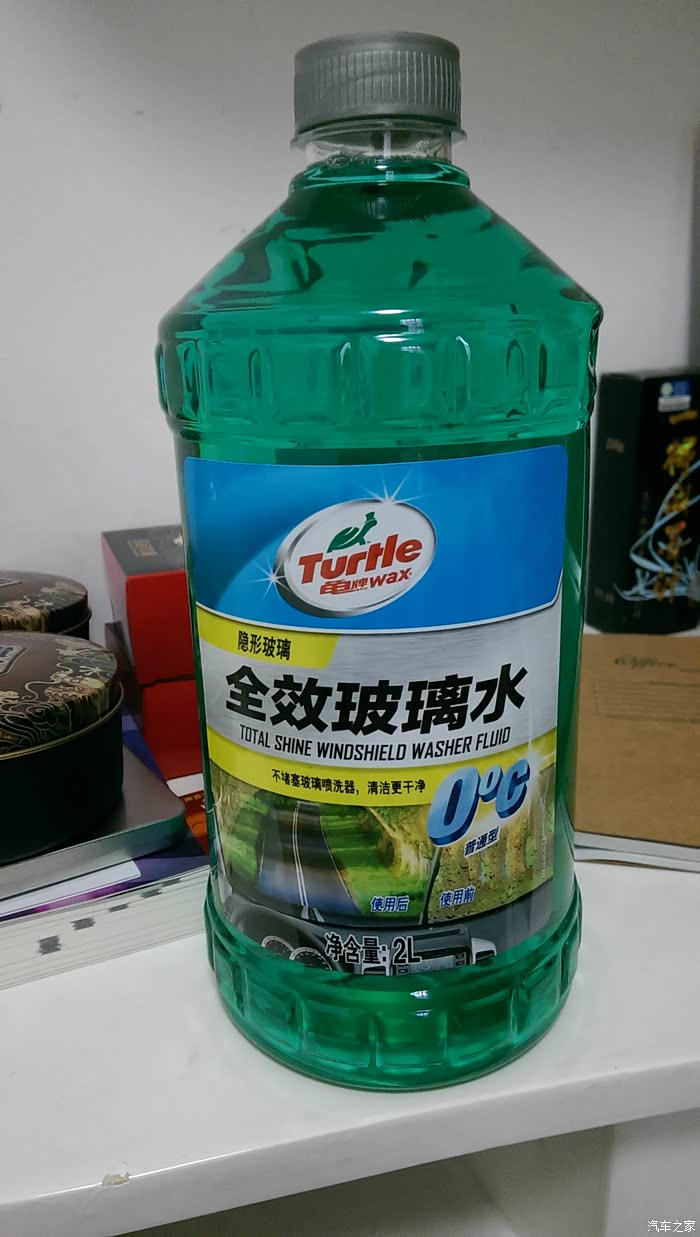 Turtle
龟牌wax
隐形玻璃
全效玻璃水
TOTAL SHINE WINDSHIELD WASHER FLUID
不堵塞玻璃喷洗器，清洁更干净
0°C
普通型
使用后
使用前
净含量: 2L
汽车之家